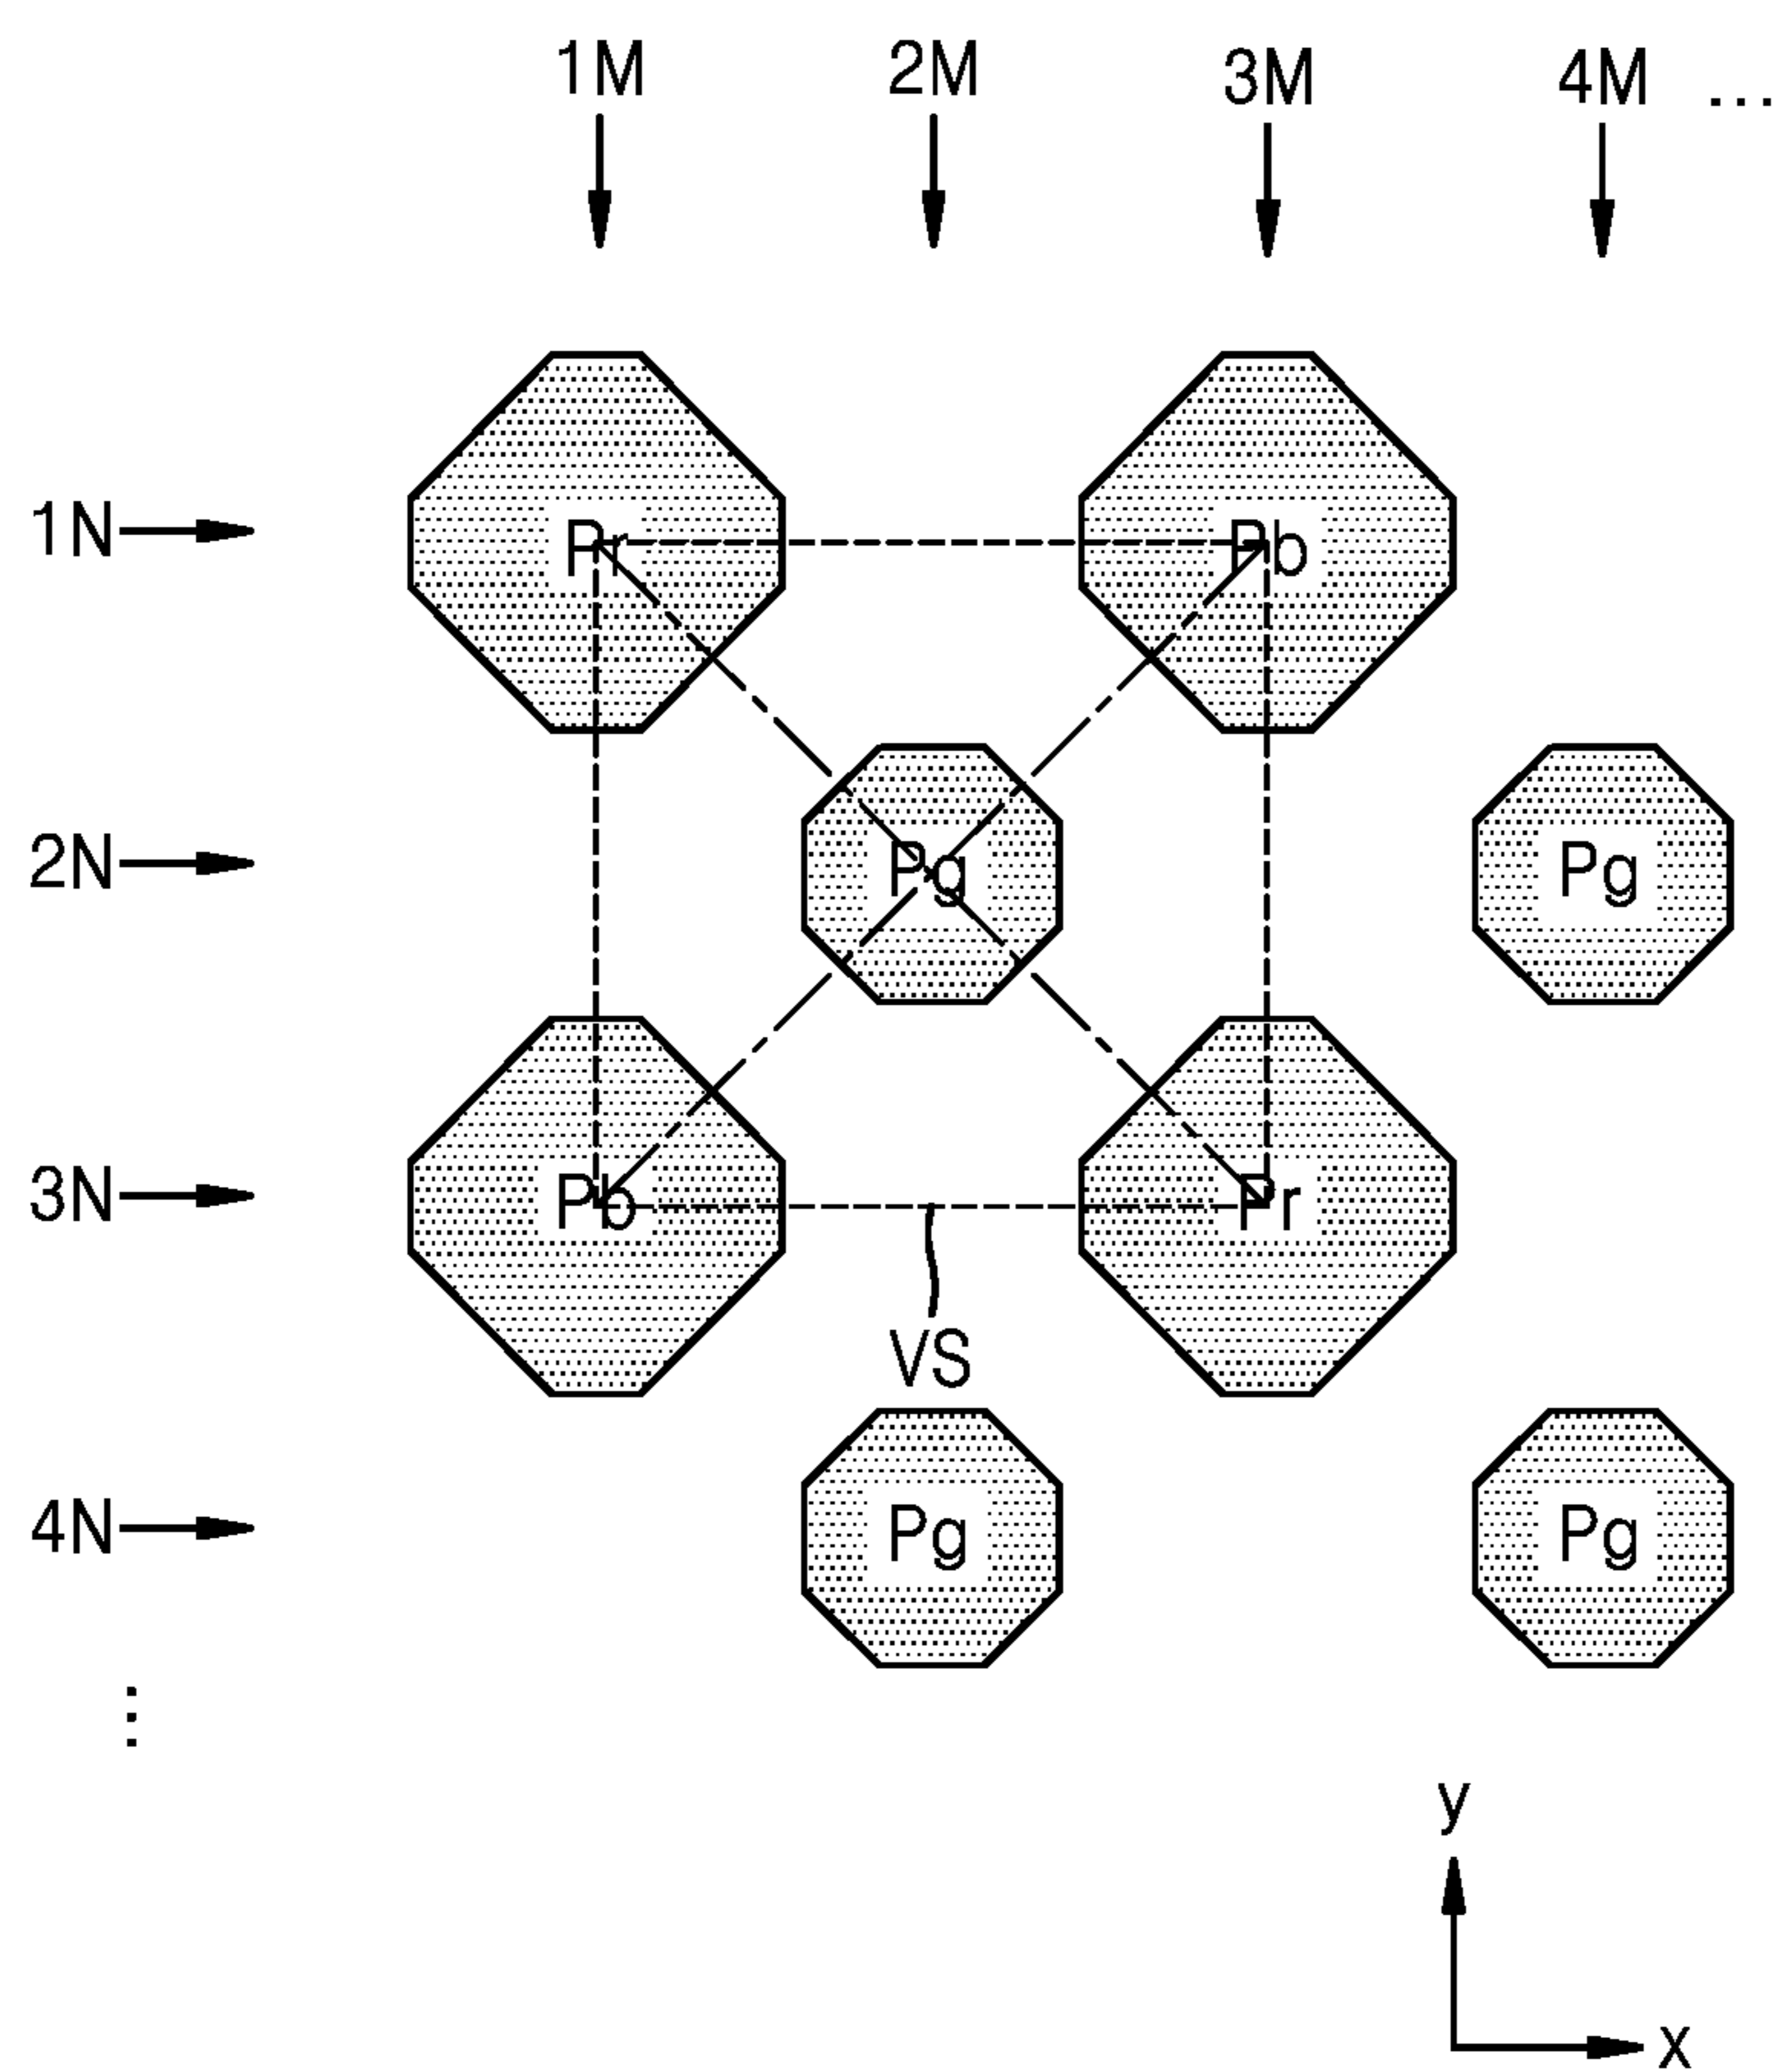 1M 2M 3M 4M ...
1N Pr Pb
2N Pg Pg
3N Pb Pr
VS
4N Pg Pg
⋮
y
x